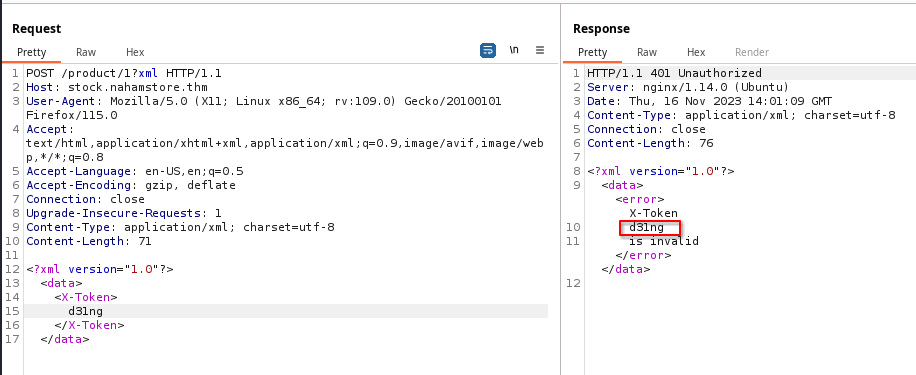 Request
Pretty Raw Hex
\n
1 POST /product/1?xml HTTP/1.1
2 Host: stock.nahamstore.thm
3 User-Agent: Mozilla/5.0 (X11; Linux x86_64; rv:109.0) Gecko/20100101
Firefox/115.0
4 Accept:
text/html,application/xhtml+xml,application/xml;q=0.9,image/avif,image/web
p,*/*;q=0.8
5 Accept-Language: en-US,en;q=0.5
6 Accept-Encoding: gzip, deflate
7 Connection: close
8 Upgrade-Insecure-Requests: 1
9 Content-Type: application/xml; charset=utf-8
10 Content-Length: 71
11
12 <?xml version="1.0"?>
13 <data>
14 <X-Token>
15 d31ng
16 </X-Token>
17 </data>
Response
Pretty Raw Hex Render
1 HTTP/1.1 401 Unauthorized
2 Server: nginx/1.14.0 (Ubuntu)
3 Date: Thu, 16 Nov 2023 14:01:09 GMT
4 Content-Type: application/xml; charset=utf-8
5 Connection: close
6 Content-Length: 76
7
8 <?xml version="1.0"?>
9 <data>
<error>
X-Token
10 d31ng
11 is invalid
</error>
</data>
12